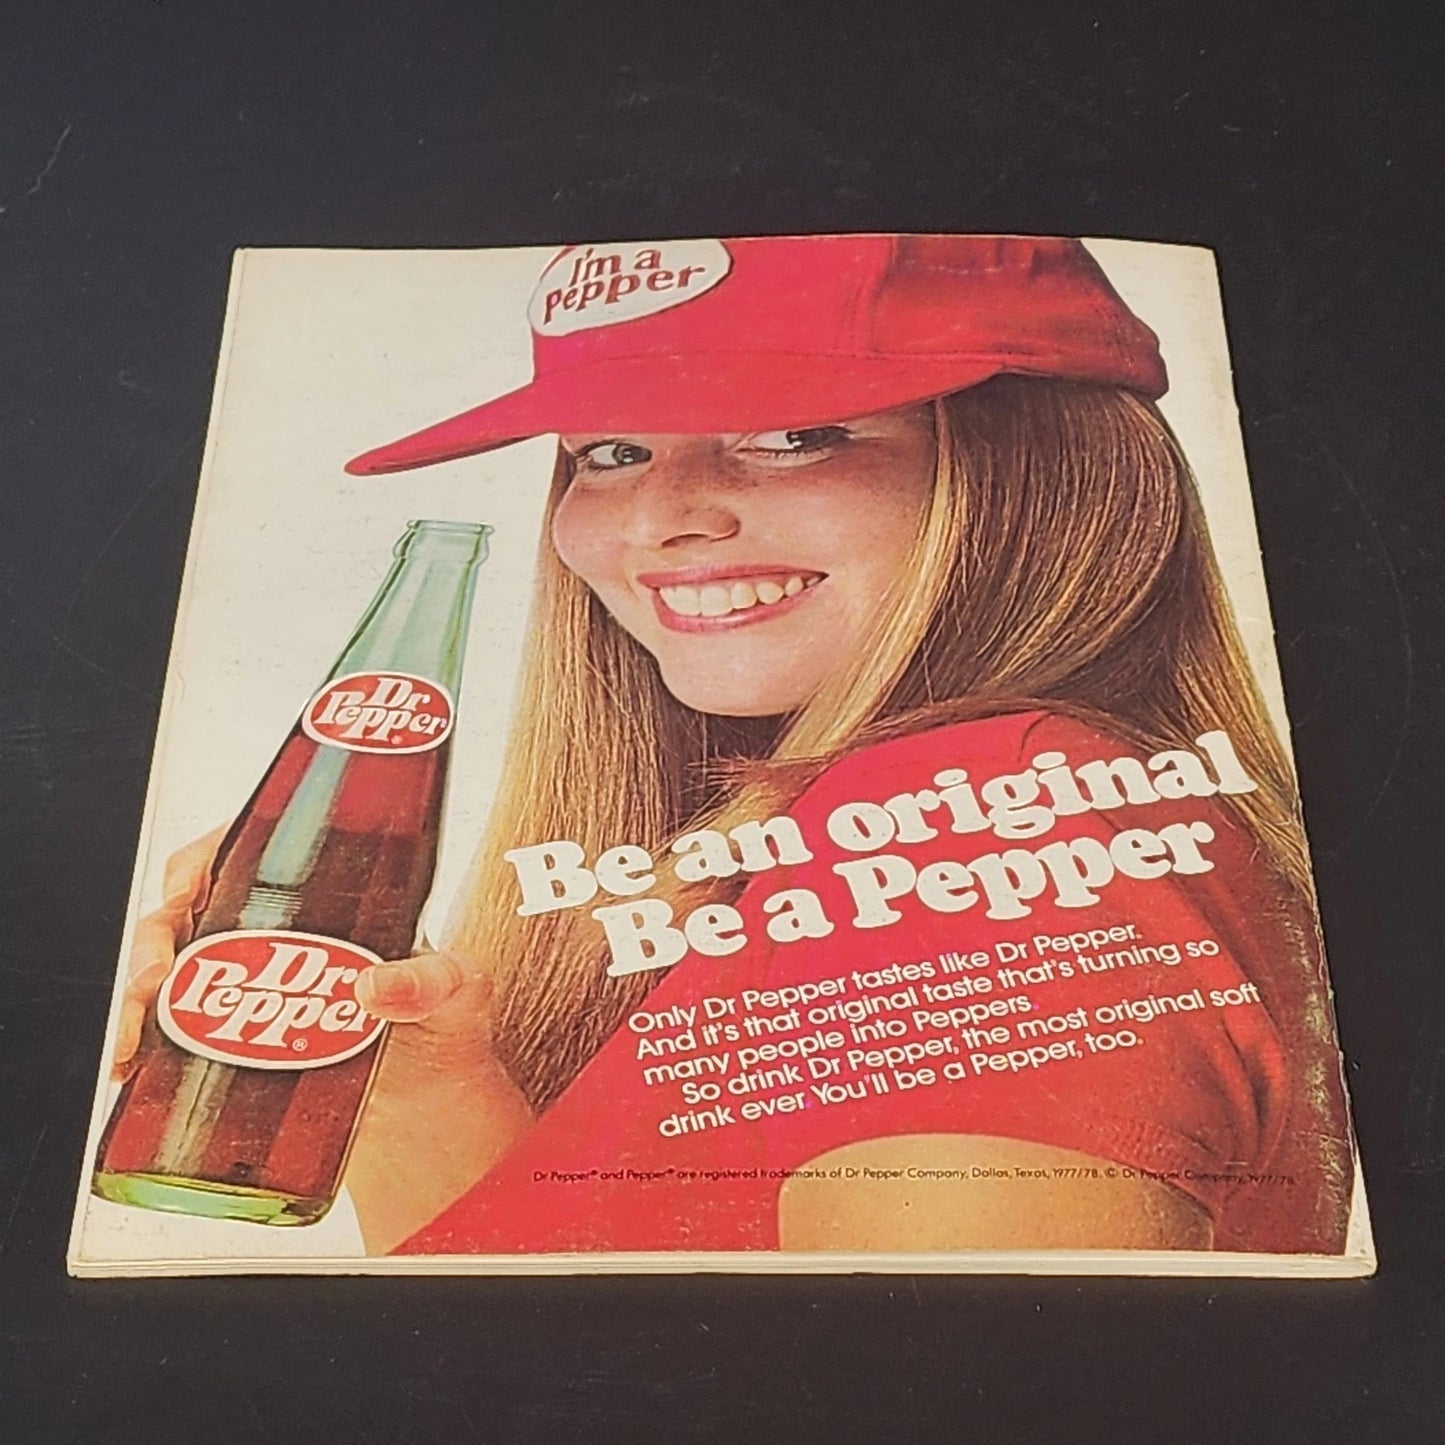 I'm a
pepper
Dr
Pepper
Dr
Pepper
®
Be an original
Be a Pepper
Only Dr Pepper tastes like Dr Pepper.
And it's that original taste that's turning so
many people into Peppers.
So drink Dr Pepper, the most original soft
drink ever You'll be a Pepper, too.
Dr Pepper® and Pepper® are registered trademarks of Dr Pepper Company, Dallas, Texas, 1977/78. © Dr Pepper Company, 1977/78.